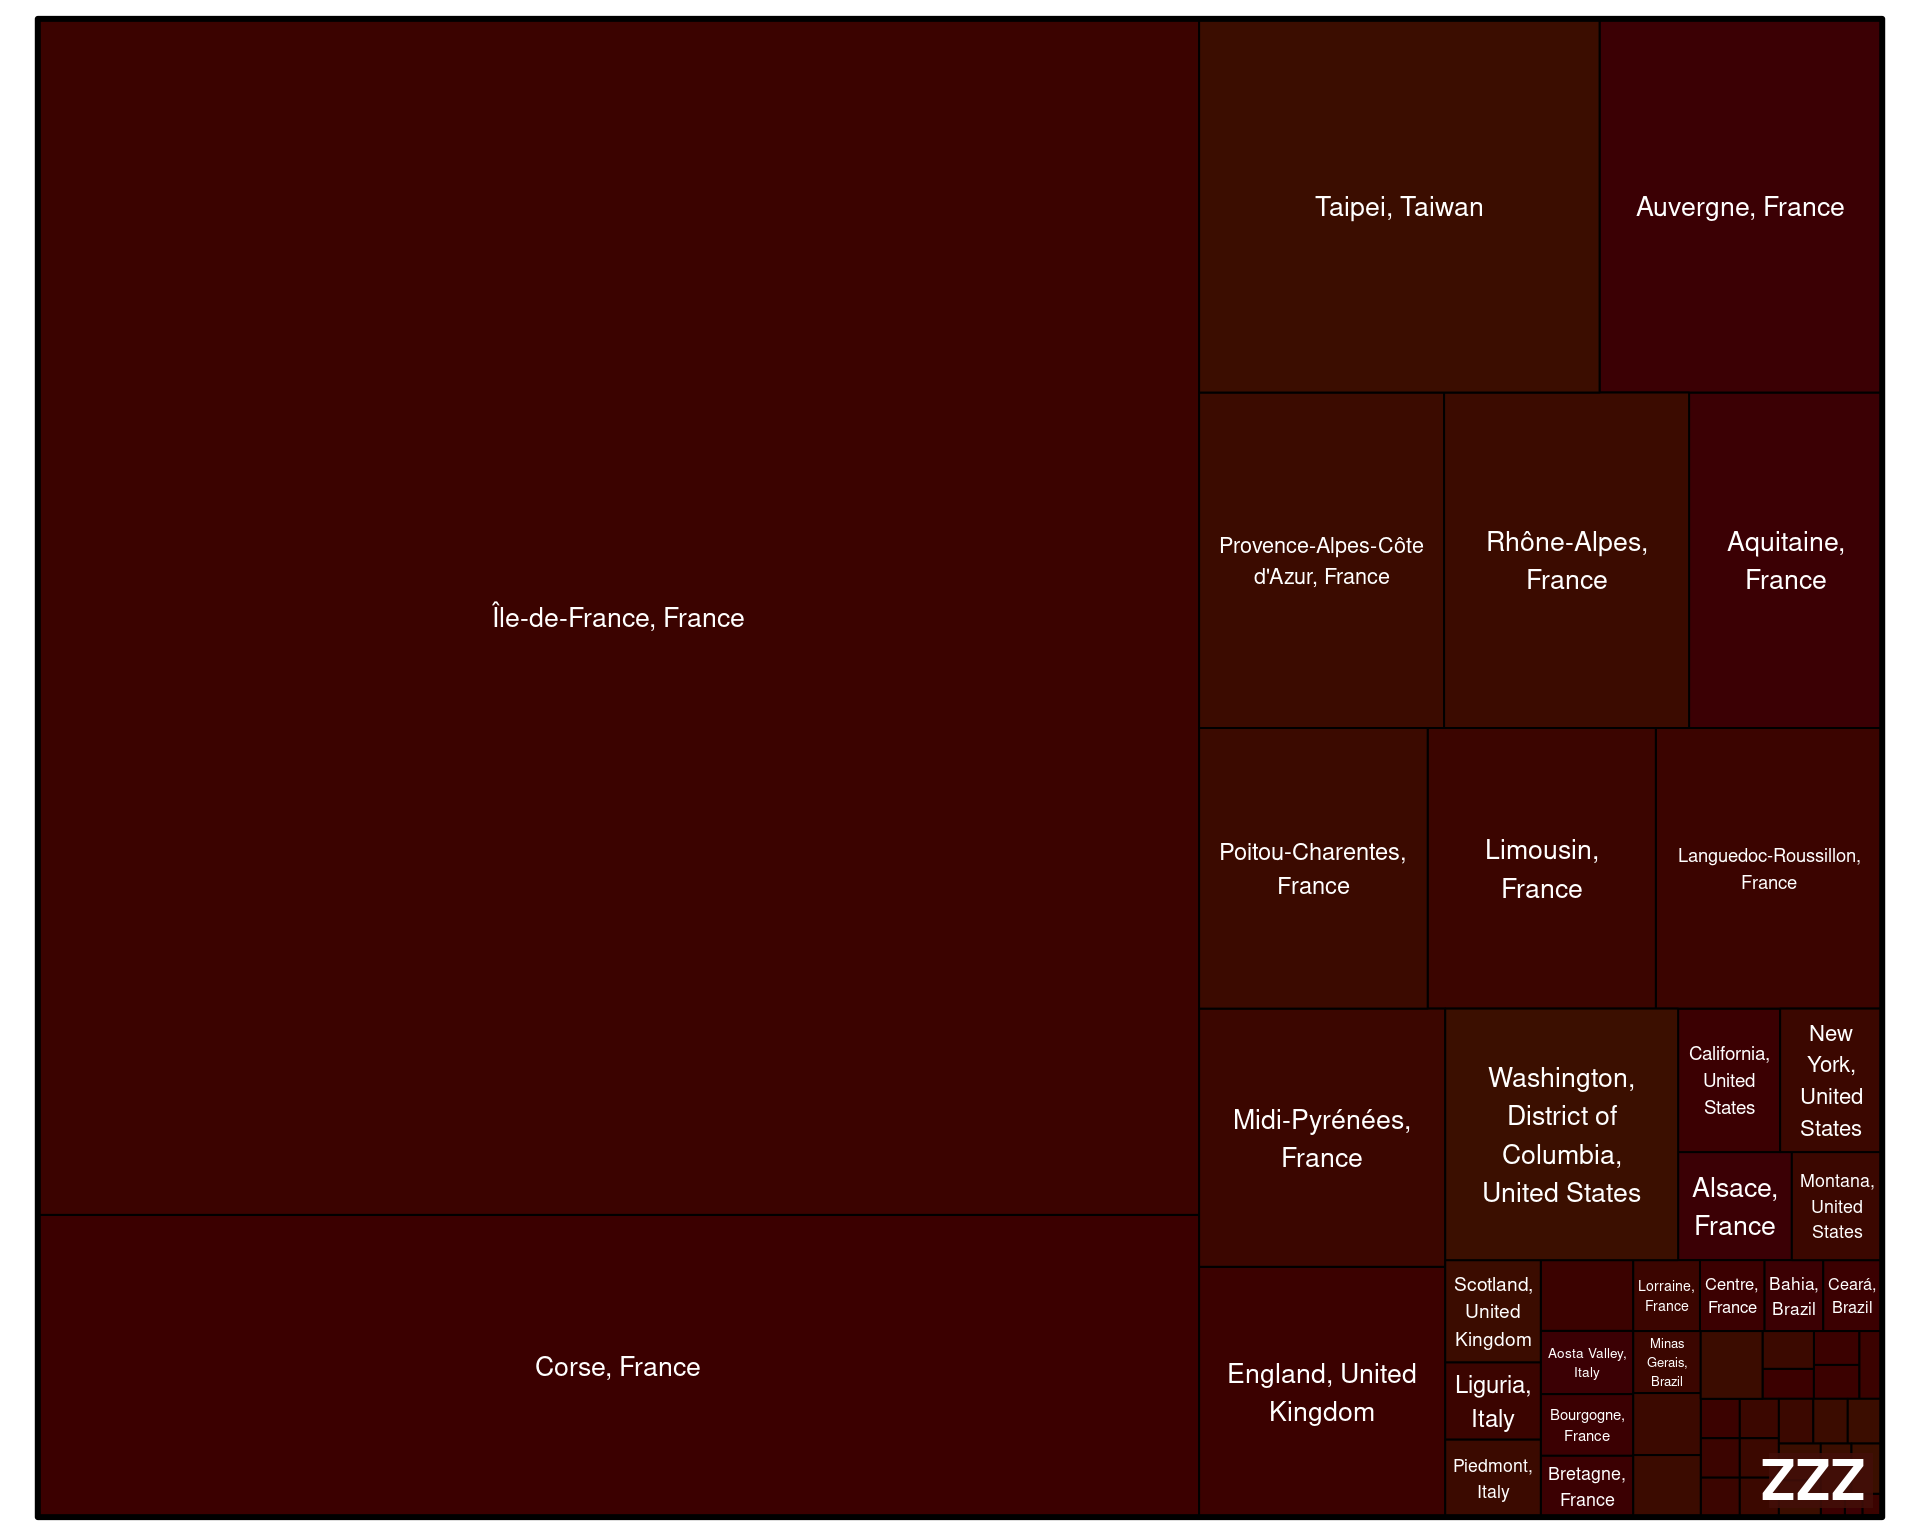 Île-de-France, France
Corse, France
Taipei, Taiwan
Auvergne, France
Provence-Alpes-Côte
d'Azur, France
Rhône-Alpes,
France
Aquitaine,
France
Poitou-Charentes,
France
Limousin,
France
Languedoc-Roussillon,
France
Midi-Pyrénées,
France
England, United
Kingdom
Washington,
District of
Columbia,
United States
California,
United
States
New
York,
United
States
Alsace,
France
Montana,
United
States
Scotland,
United
Kingdom
Liguria,
Italy
Piedmont,
Italy
Aosta Valley,
Italy
Bourgogne,
France
Bretagne,
France
Lorraine,
France
Minas
Gerais,
Brazil
Centre,
France
Bahia,
Brazil
Ceará,
Brazil
ZZZ